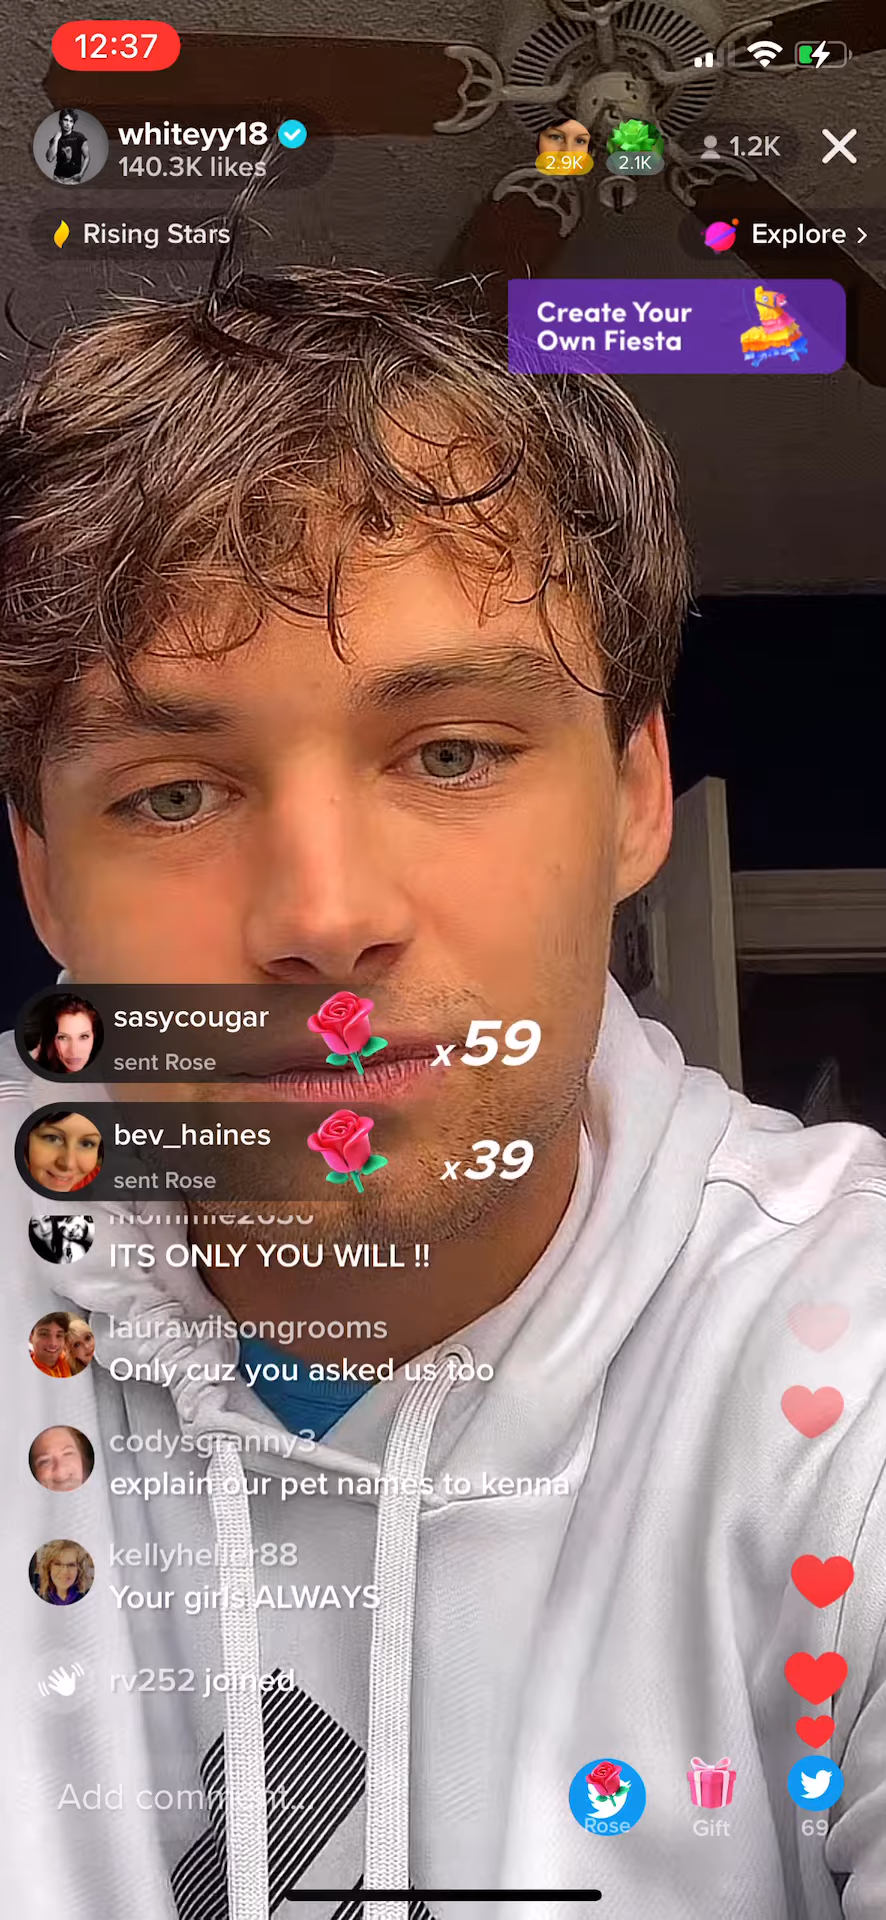 12:37
whiteyy18
140.3K likes
2.9K
2.1K
1.2K
Rising Stars
Explore >
Create Your
Own Fiesta
sasycougar
sent Rose
x59
bev_haines
sent Rose
x39
ITS ONLY YOU WILL !!
laurawilsongrooms
Only cuz you asked us too
codysgranny3
explain our pet names to kenna
kellyheller88
Your girls ALWAYS
rv252 joined
Add comment...
Rose
Gift
69